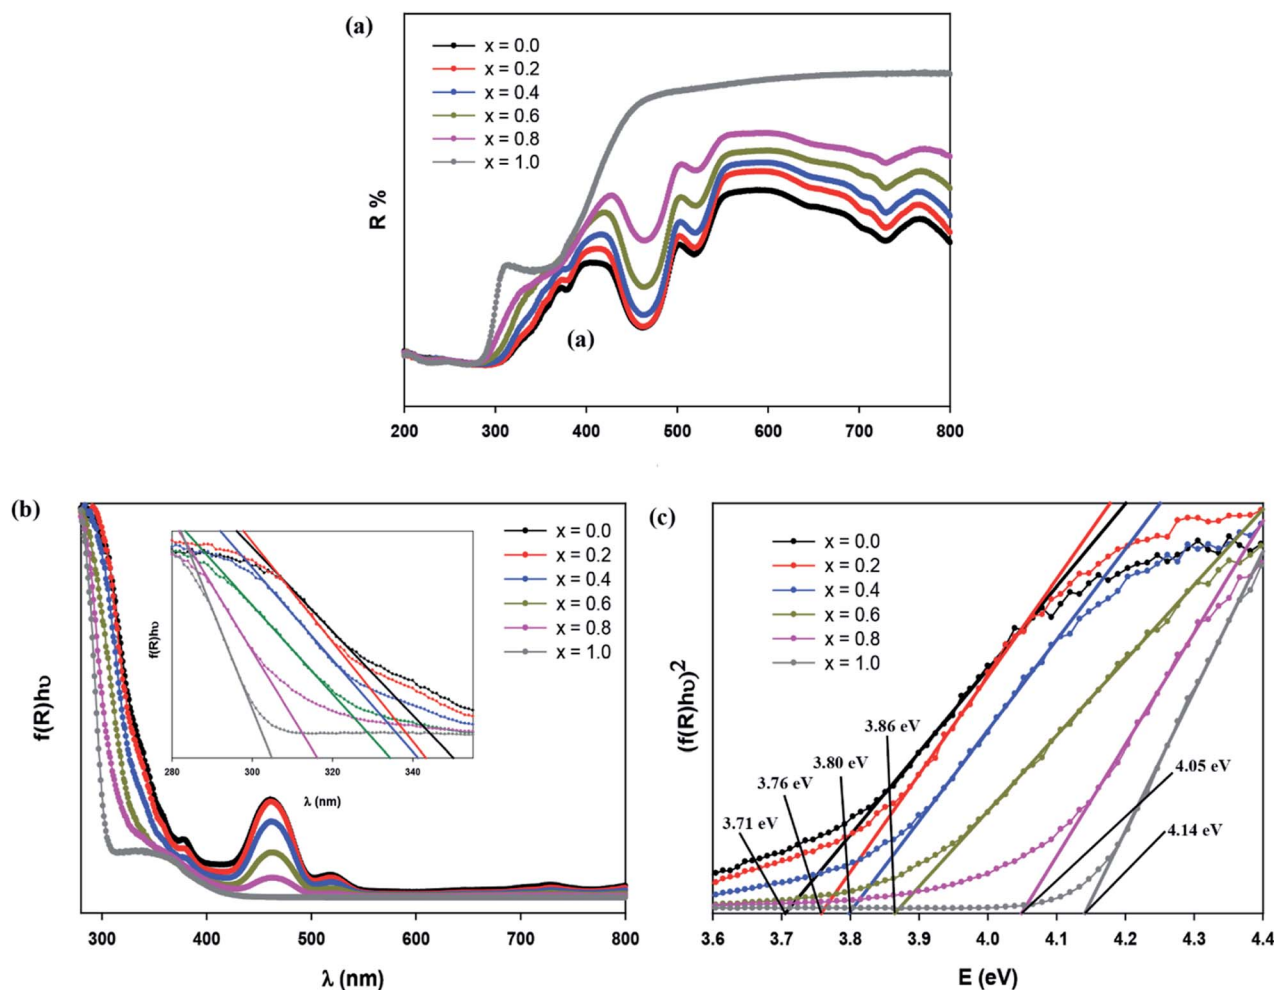 (a)
x = 0.0
x = 0.2
x = 0.4
x = 0.6
x = 0.8
x = 1.0
R %
(a)
200 300 400 500 600 700 800
(b)
x = 0.0
x = 0.2
x = 0.4
x = 0.6
x = 0.8
x = 1.0
f(R)hυ
f(R)hυ
280 300 320 340
λ (nm)
300 400 500 600 700 800
λ (nm)
(c)
x = 0.0
x = 0.2
x = 0.4
x = 0.6
x = 0.8
x = 1.0
(f(R)hυ)²
3.86 eV
3.80 eV
3.76 eV
3.71 eV
4.05 eV
4.14 eV
3.6 3.7 3.8 3.9 4.0 4.1 4.2 4.3 4.4
E (eV)